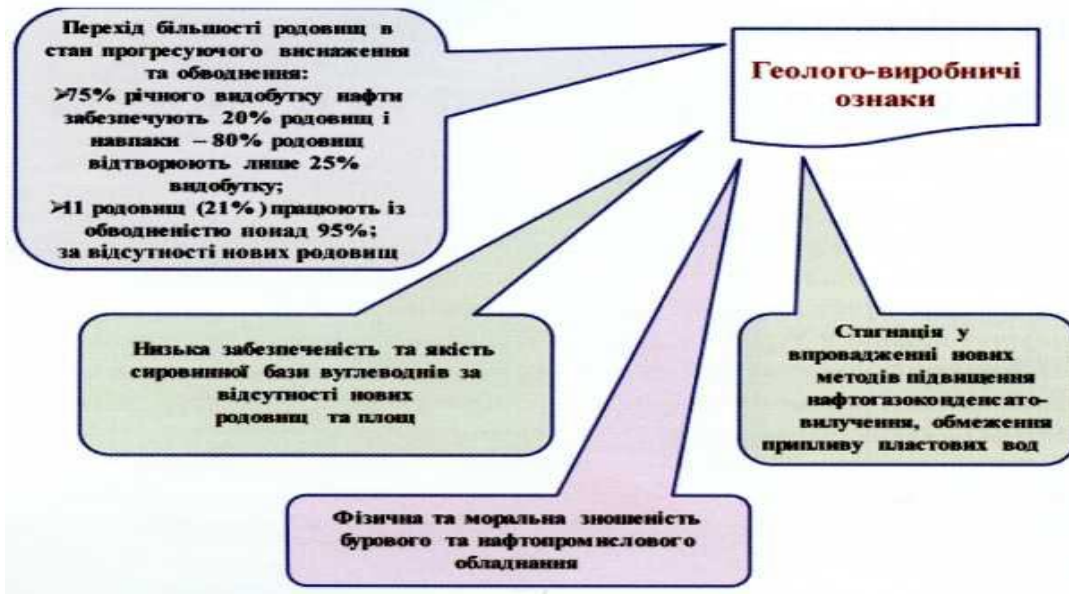 Перехід більшості родовищ в
стан прогресуючого виснаження
та обводнення:
➢75% річного видобутку нафти
забезпечують 20% родовищ і
навпаки – 80% родовищ
відтворюють лише 25%
видобутку;
➢11 родовищ (21%) працюють із
обводненістю понад 95%;
за відсутності нових родовищ
Геолого-виробничі
ознаки
Низька забезпеченість та якість
сировинної бази вуглеводнів за
відсутності нових
родовищ та площ
Стагнація у
впровадженні нових
методів підвищення
нафтогазоконденсато-
вилучення, обмеження
припливу пластових вод
Фізична та моральна зношеність
бурового та нафтопромислового
обладнання